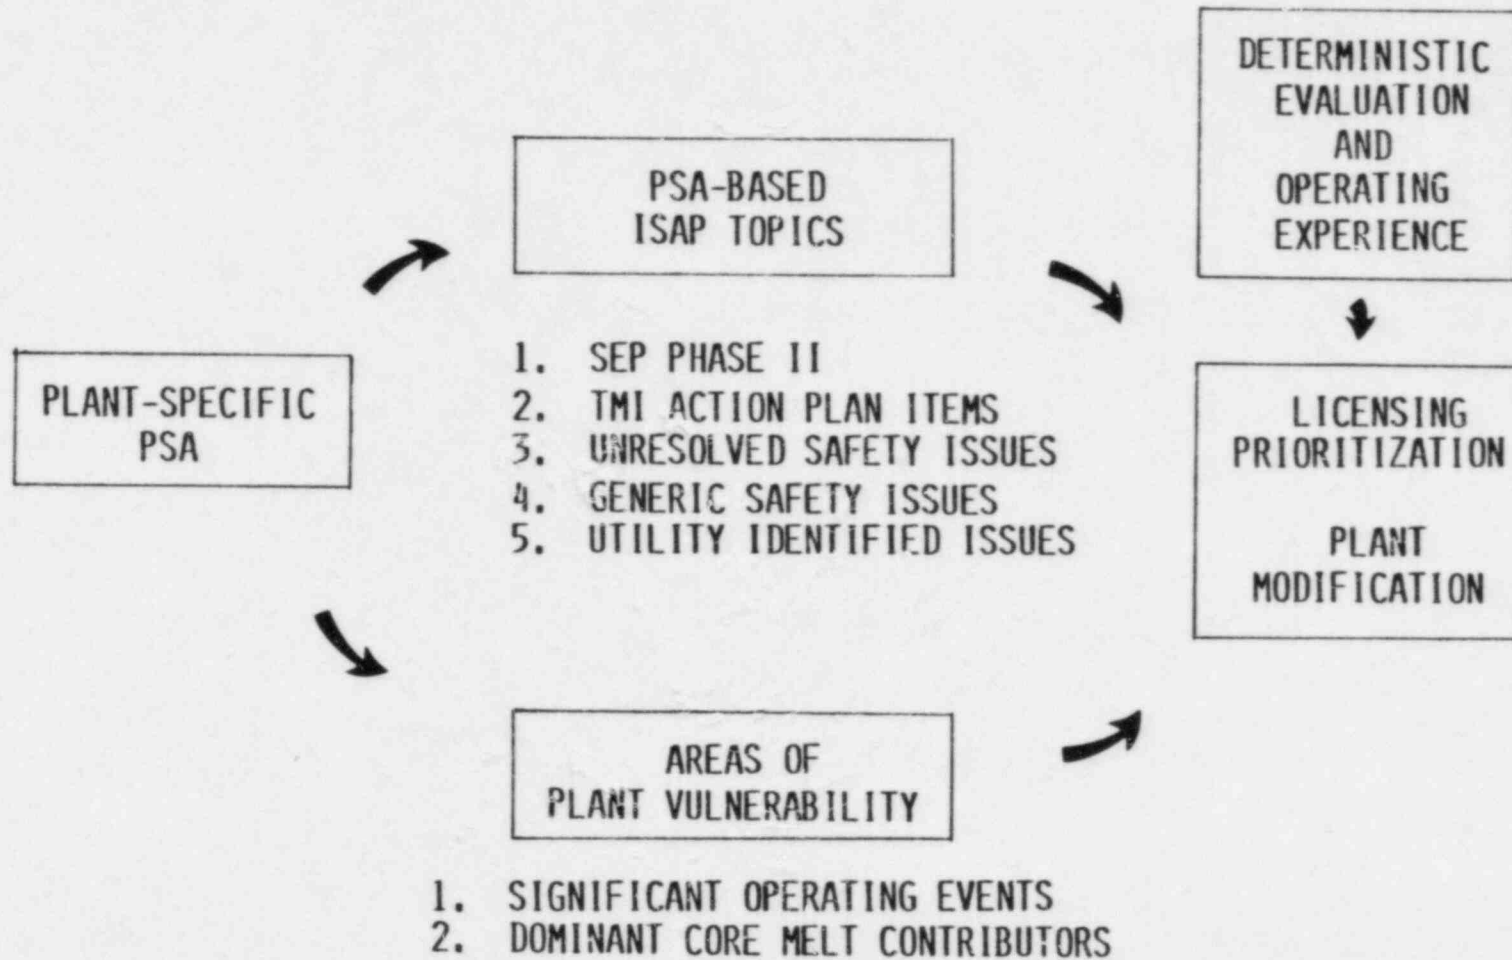 DETERMINISTIC
EVALUATION
AND
OPERATING
EXPERIENCE
PSA-BASED
ISAP TOPICS
1. SEP PHASE II
2. TMI ACTION PLAN ITEMS
3. UNRESOLVED SAFETY ISSUES
4. GENERIC SAFETY ISSUES
5. UTILITY IDENTIFIED ISSUES
PLANT-SPECIFIC
PSA
LICENSING
PRIORITIZATION
PLANT
MODIFICATION
AREAS OF
PLANT VULNERABILITY
1. SIGNIFICANT OPERATING EVENTS
2. DOMINANT CORE MELT CONTRIBUTORS